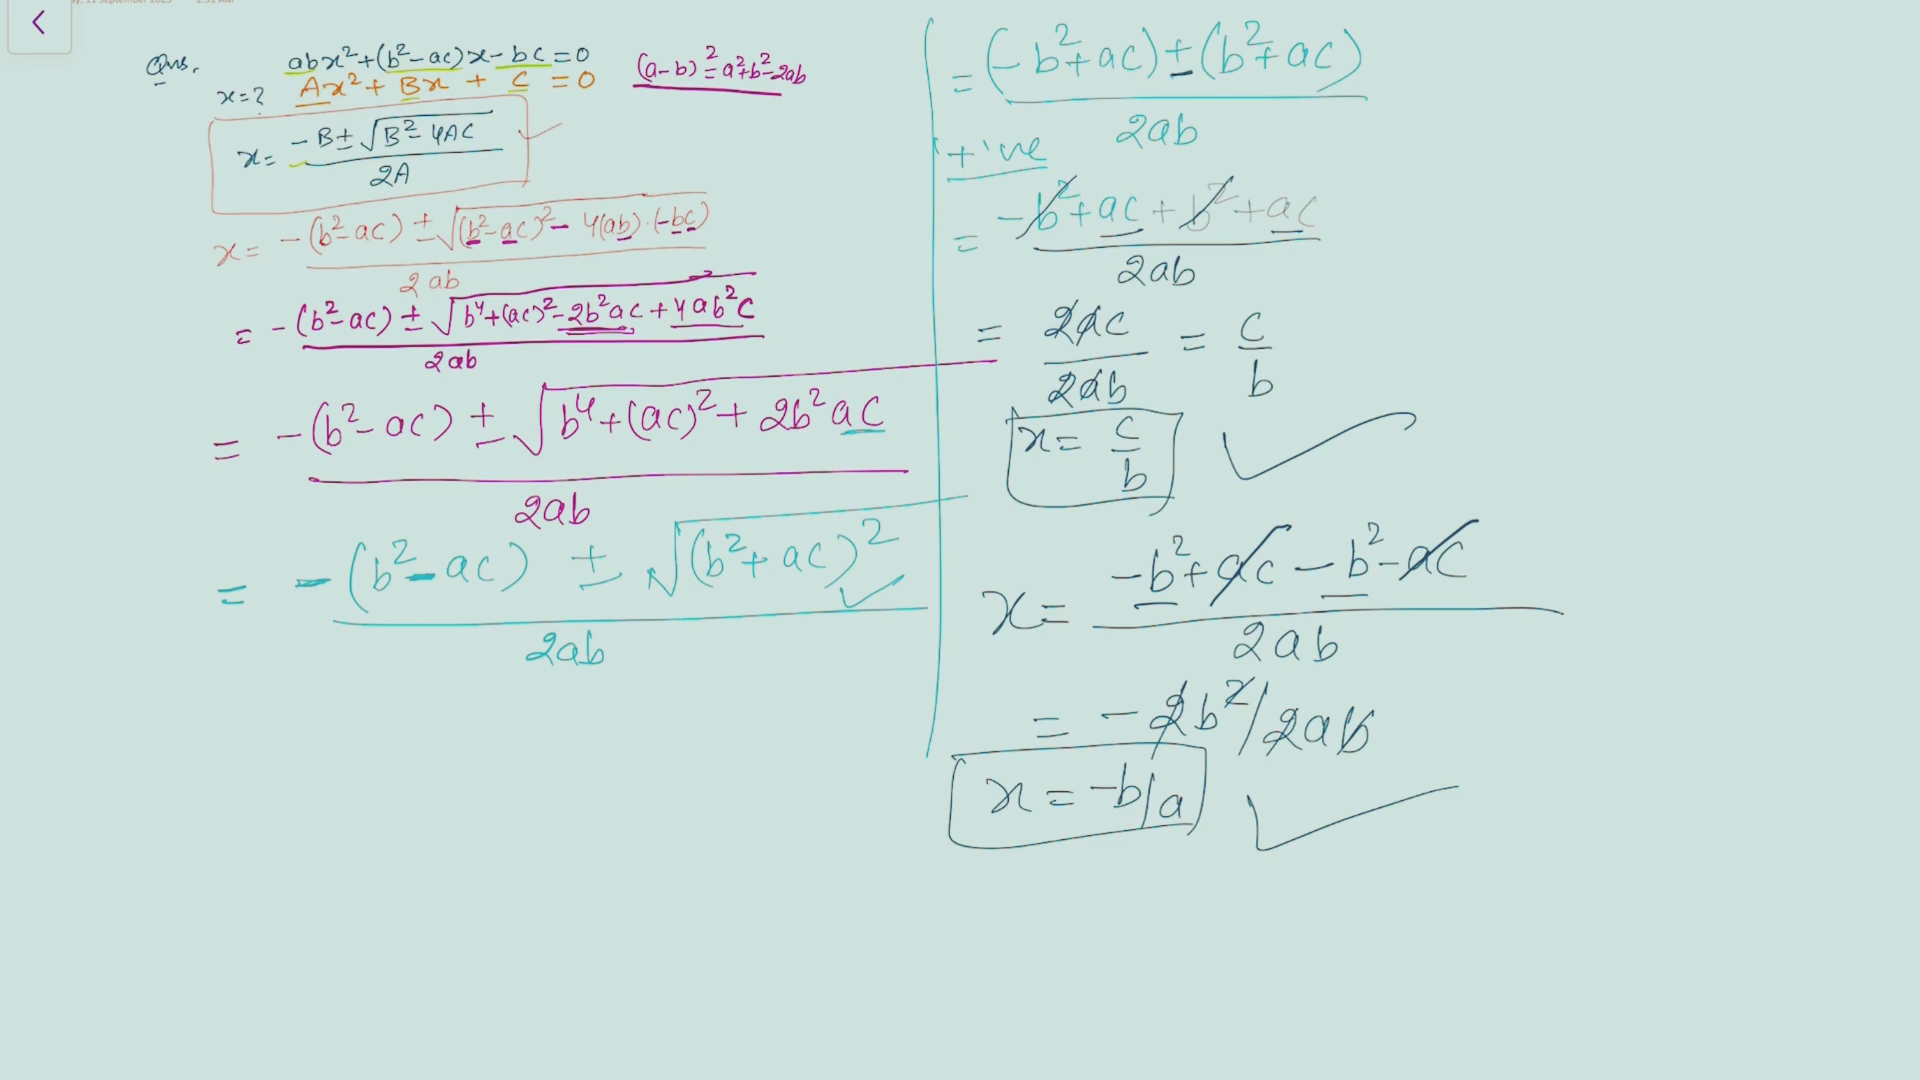 Qus. abx²+(b²-ac)x-bc=0
x=? Ax²+ Bx + C =0
(a-b)²=a²+b²-2ab
x= -B±√B²-4AC
2A
x= -(b²-ac) ± √(b²-ac)²- 4(ab).(-bc)
2ab
= -(b²-ac) ± √b⁴+(ac)²-2b²ac+4ab²c
2ab
= -(b²-ac) ± √b⁴+(ac)²+2b²ac
2ab
= -(b²-ac) ± √(b²+ac)²
2ab
= (-b²+ac)±(b²+ac)
2ab
+'ve
= -b²+ac+b²+ac
2ab
= 2ac = c
2ab b
x= c
b
x= -b²+ac-b²-ac
2ab
= -2b²/2ab
x=-b/a